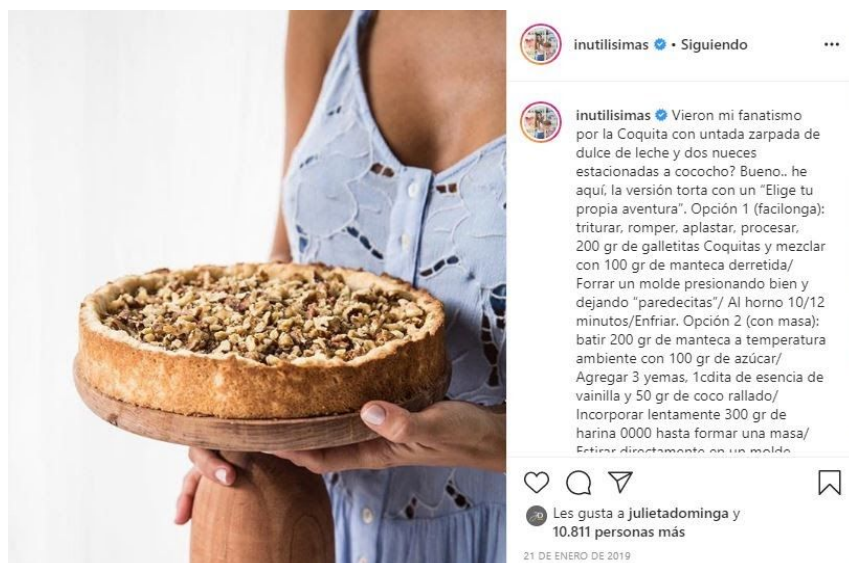 inutilisimas • Siguiendo
inutilisimas Vieron mi fanatismo
por la Coquita con untada zarpada de
dulce de leche y dos nueces
estacionadas a cococho? Bueno.. he
aquí, la versión torta con un “Elige tu
propia aventura”. Opción 1 (facilonga):
triturar, romper, aplastar, procesar,
200 gr de galletitas Coquitas y mezclar
con 100 gr de manteca derretida/
Forrar un molde presionando bien y
dejando “paredecitas”/ Al horno 10/12
minutos/Enfriar. Opción 2 (con masa):
batir 200 gr de manteca a temperatura
ambiente con 100 gr de azúcar/
Agregar 3 yemas, 1cdita de esencia de
vainilla y 50 gr de coco rallado/
Incorporar lentamente 300 gr de
harina 0000 hasta formar una masa/
Estirar directamente en un molde
Les gusta a julietadominga y
10.811 personas más
21 DE ENERO DE 2019